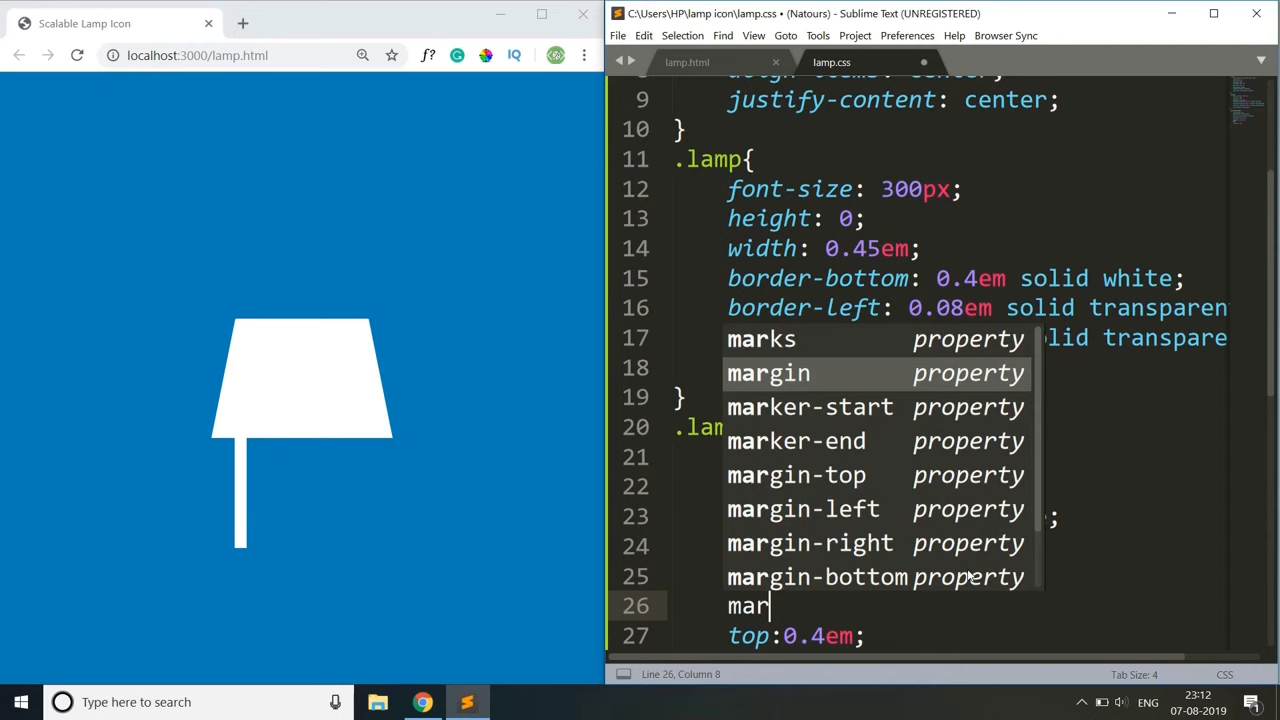 Scalable Lamp Icon
localhost:3000/lamp.html
f?
IQ
C:\Users\HP\lamp icon\lamp.css • (Natours) - Sublime Text (UNREGISTERED)
File Edit Selection Find View Goto Tools Project Preferences Help Browser Sync
lamp.html
lamp.css
9 justify-content: center;
10 }
11 .lamp{
12 font-size: 300px;
13 height: 0;
14 width: 0.45em;
15 border-bottom: 0.4em solid white;
16 border-left: 0.08em solid transparen
17
marks property
margin property
marker-start property
marker-end property
margin-top property
margin-left property
margin-right property
margin-bottom property
18
19 }
20 .lam
21
22
23 ;
24
25
26 mar
27 top:0.4em;
Line 26, Column 8
Tab Size: 4
CSS
Type here to search
ENG
23:12
07-08-2019